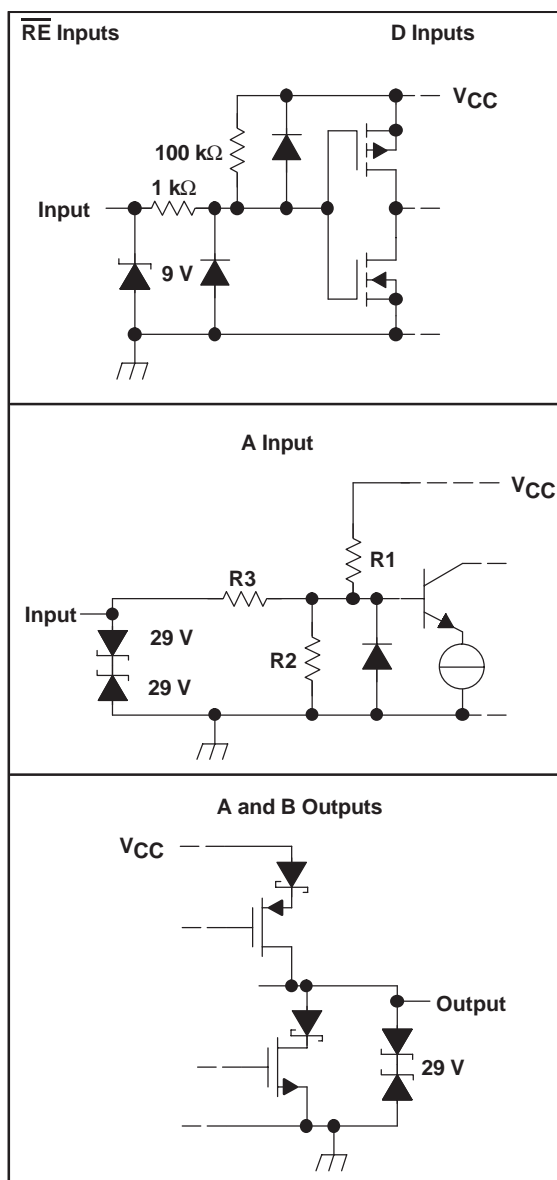 RE Inputs D Inputs
VCC
100 kΩ
1 kΩ
Input
9 V
A Input
VCC
R1
R3
Input
29 V
R2
29 V
A and B Outputs
VCC
Output
29 V